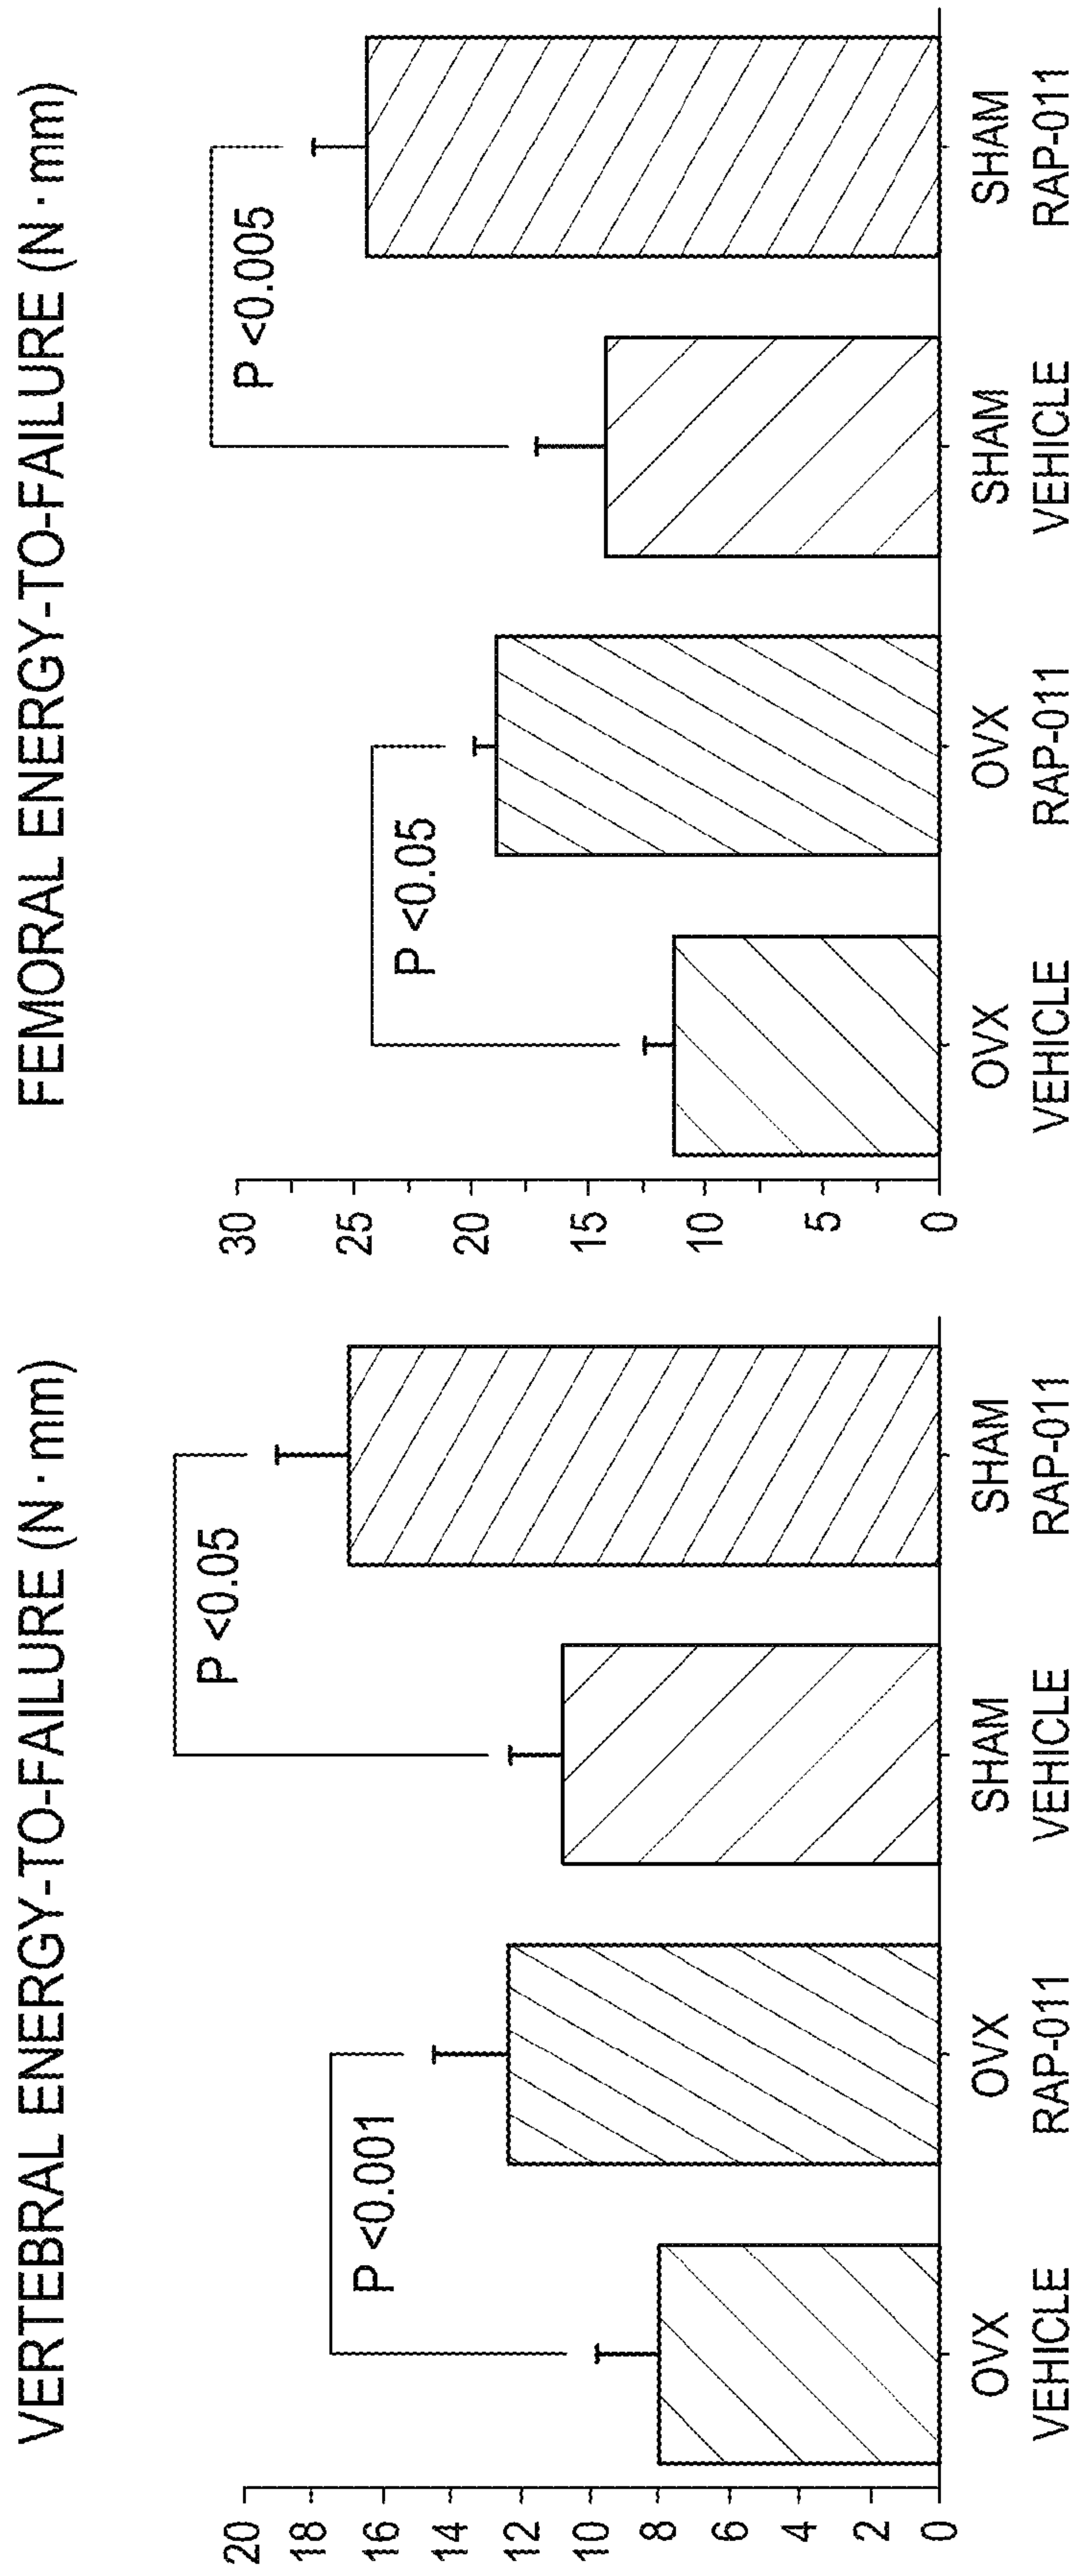 VERTEBRAL ENERGY-TO-FAILURE (N·mm)
20
18
16
14
12
10
8
6
4
2
0
P <0.001
P <0.05
OVX
VEHICLE
OVX
RAP-011
SHAM
VEHICLE
SHAM
RAP-011
FEMORAL ENERGY-TO-FAILURE (N·mm)
30
25
20
15
10
5
0
P <0.05
P <0.005
OVX
VEHICLE
OVX
RAP-011
SHAM
VEHICLE
SHAM
RAP-011